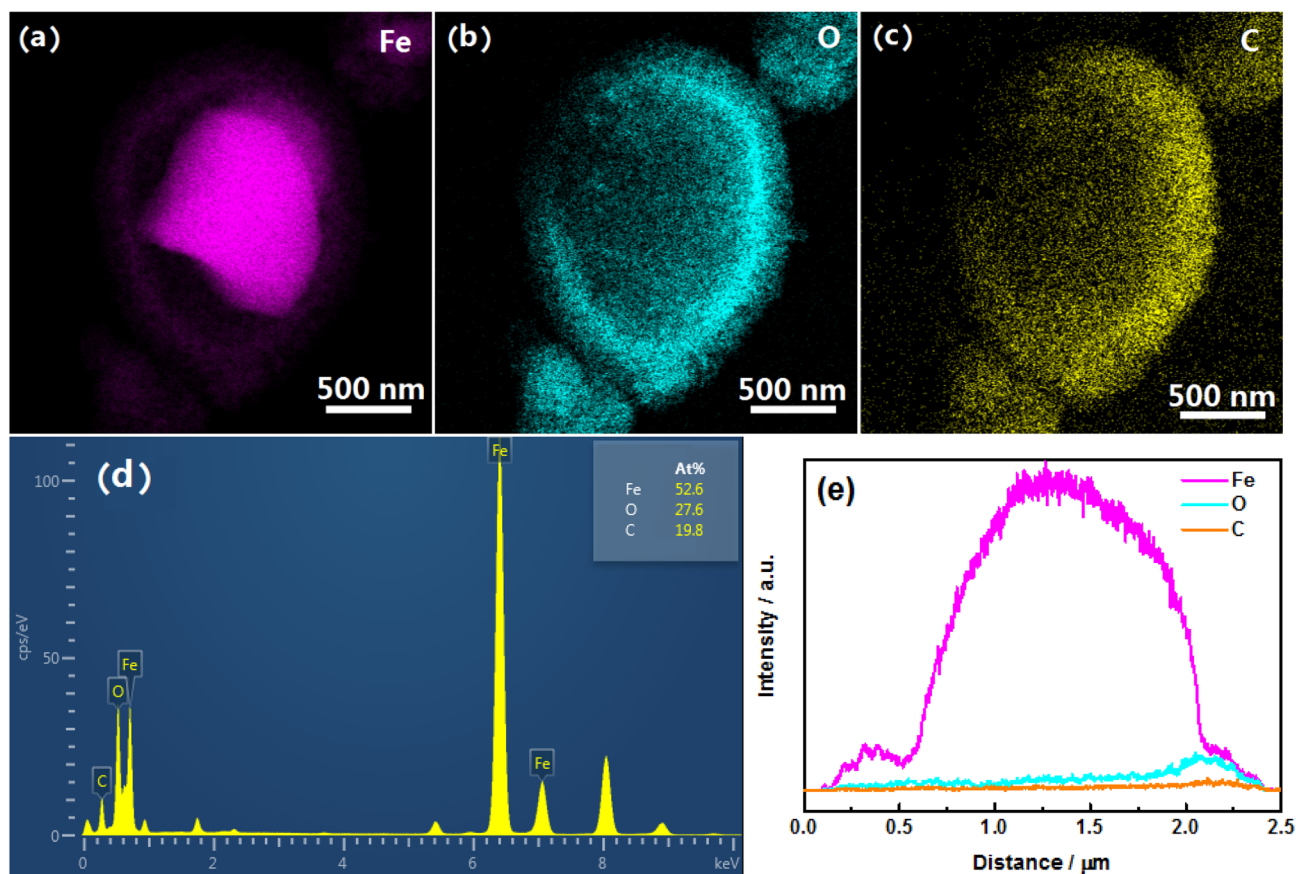 (a) Fe
500 nm
(b) O
500 nm
(c) C
500 nm
(d)
At%
Fe 52.6
O 27.6
C 19.8
Fe
Fe
O
C
Fe
100
50
0
cps/eV
0 2 4 6 8 keV
(e)
Fe
O
C
Intensity / a.u.
0.0 0.5 1.0 1.5 2.0 2.5
Distance / μm